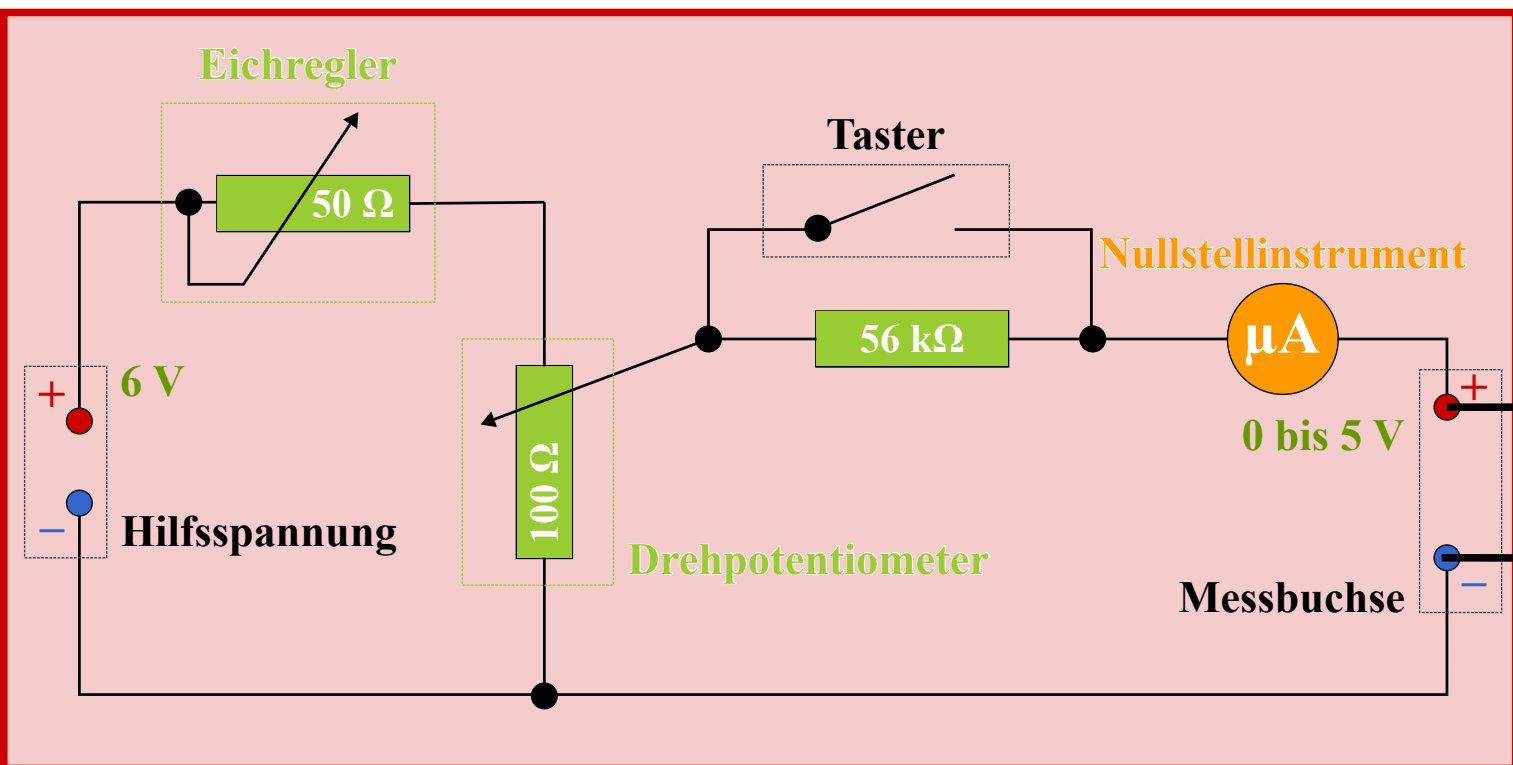 Eichregler
50 Ω
Taster
Nullstellinstrument
56 kΩ
µA
+
6 V
+
0 bis 5 V
100 Ω
−
Hilfsspannung
Drehpotentiometer
−
Messbuchse